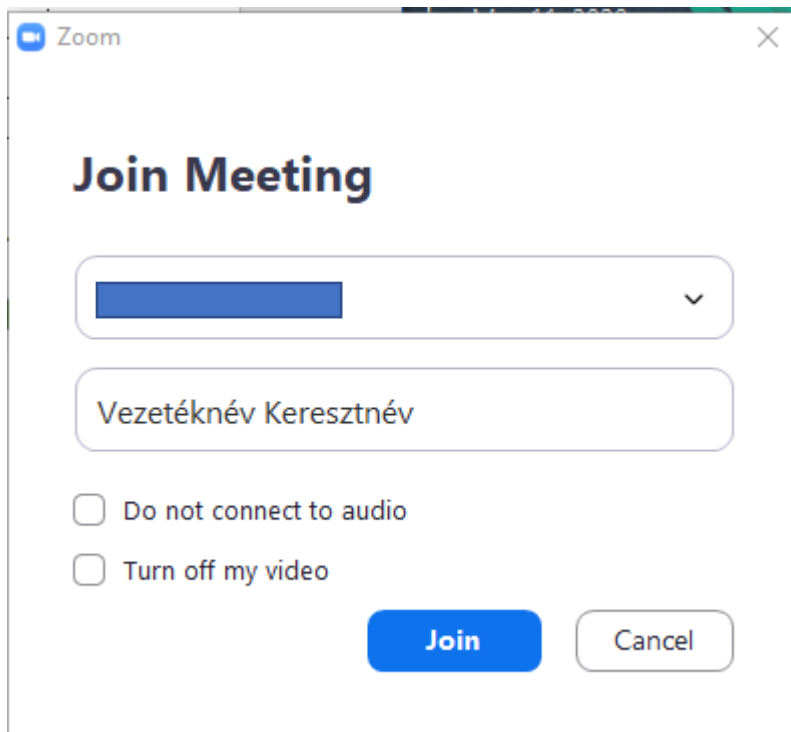 Zoom
Join Meeting
Vezetéknév Keresztnév
Do not connect to audio
Turn off my video
Join
Cancel